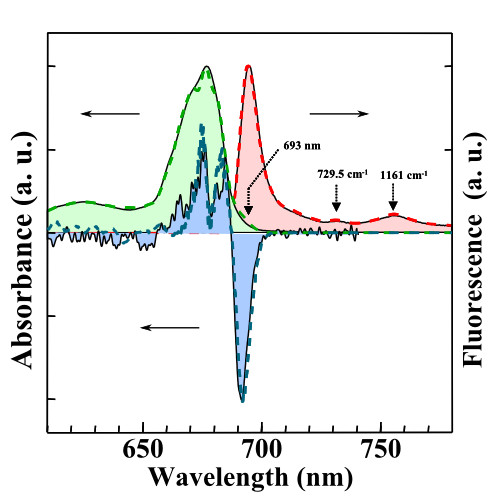 Absorbance (a. u.)
Fluorescence (a. u.)
693 nm
729.5 cm-1
1161 cm-1
650
700
750
Wavelength (nm)